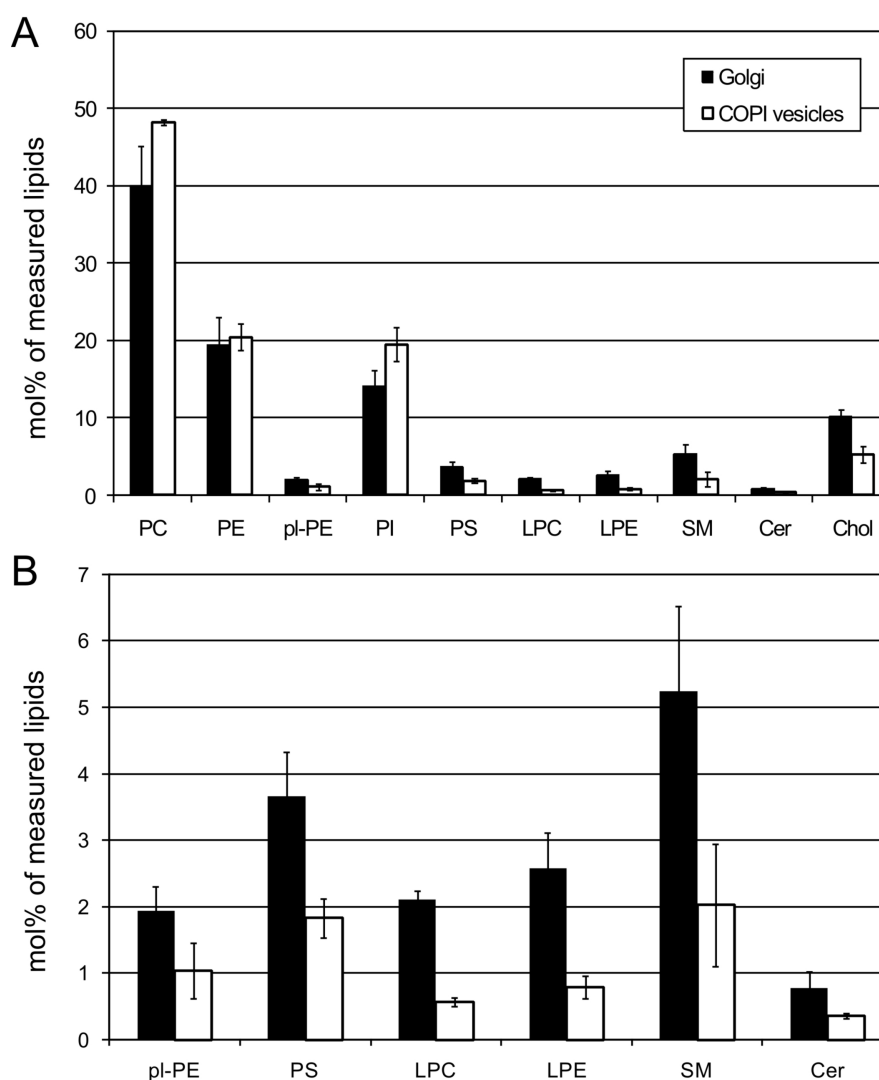 A
60
50
40
30
20
10
0
mol% of measured lipids
Golgi
COPI vesicles
PC PE pl-PE PI PS LPC LPE SM Cer Chol
B
7
6
5
4
3
2
1
0
mol% of measured lipids
pl-PE PS LPC LPE SM Cer